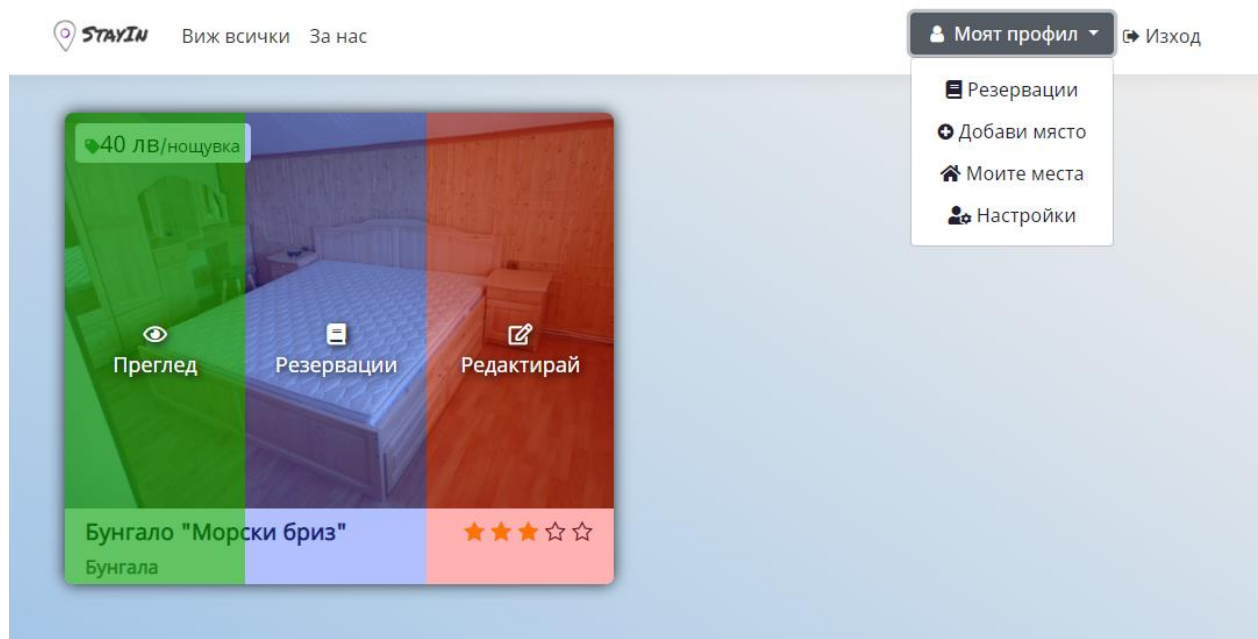 StayIn Виж всички За нас Моят профил Изход
Резервации
Добави място
Моите места
Настройки
40 лв/нощувка
Преглед Резервации Редактирай
Бунгало "Морски бриз"
Бунгала